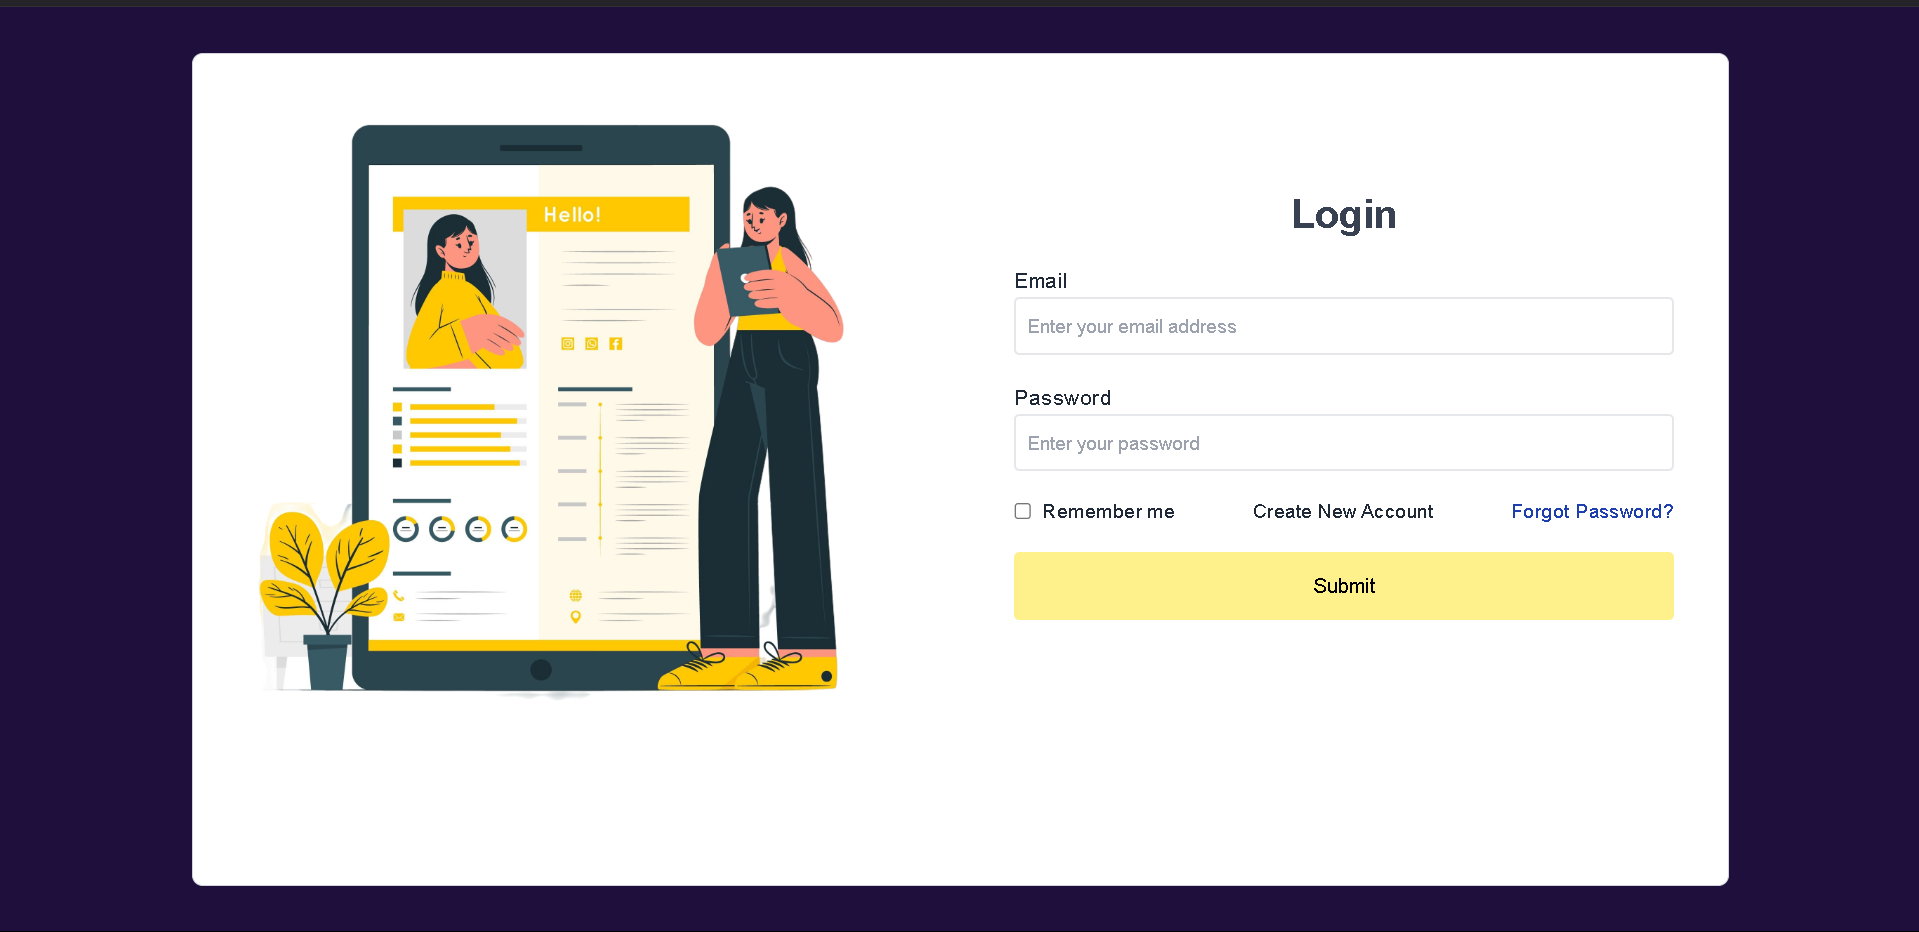 Hello!
Login
Email
Enter your email address
Password
Enter your password
Remember me Create New Account Forgot Password?
Submit